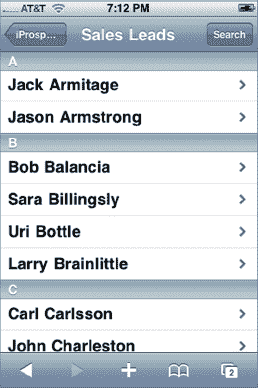 AT&T 7:12 PM
iProsp... Sales Leads Search
A
Jack Armitage
Jason Armstrong
B
Bob Balancia
Sara Billingsly
Uri Bottle
Larry Brainlittle
C
Carl Carlsson
John Charleston
2